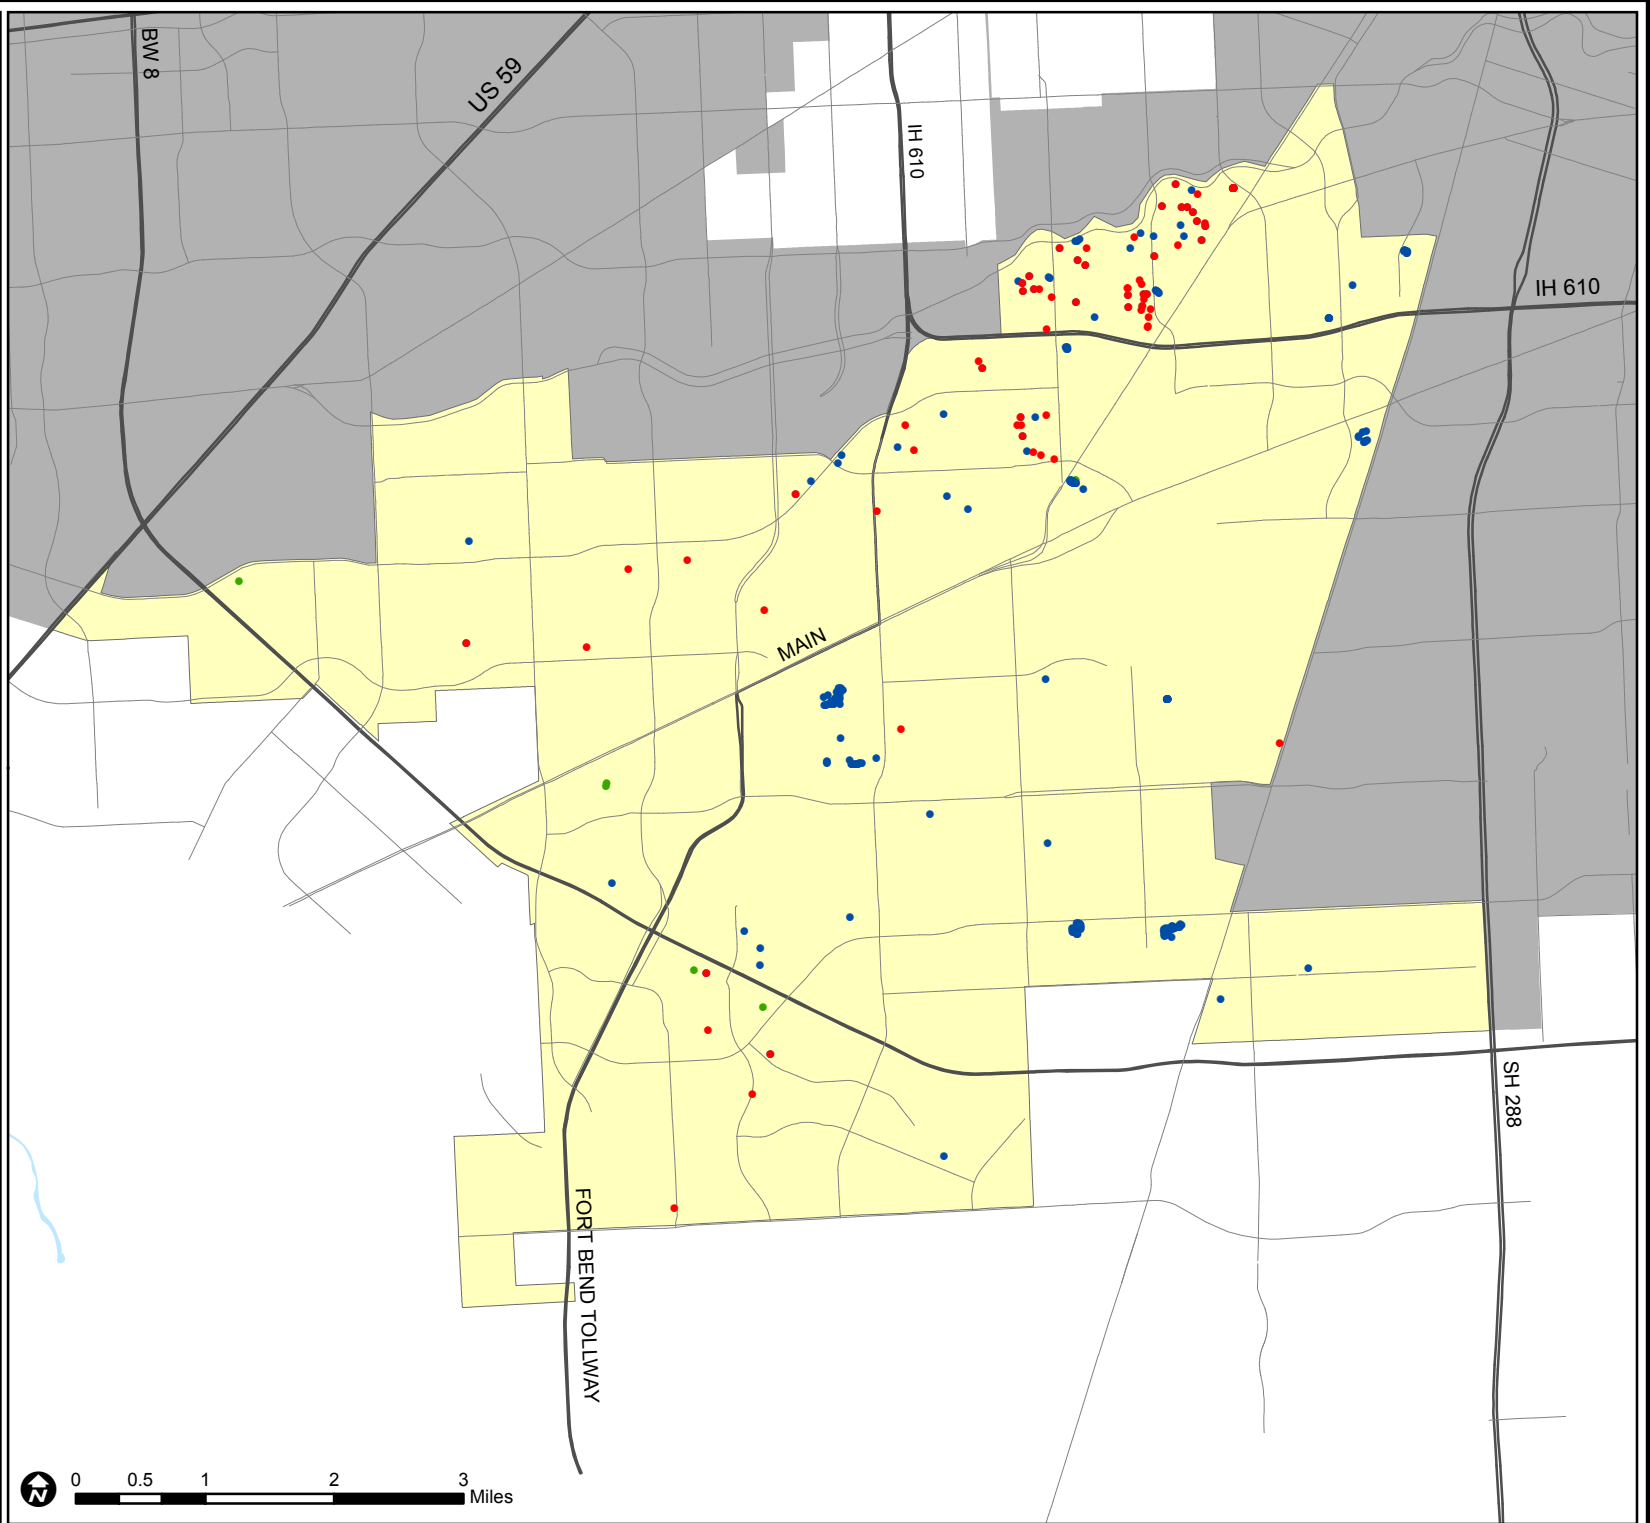 BW 8
US 59
IH 610
IH 610
MAIN
SH 288
FORT BEND TOLLWAY
N
0 0.5 1 2 3
Miles